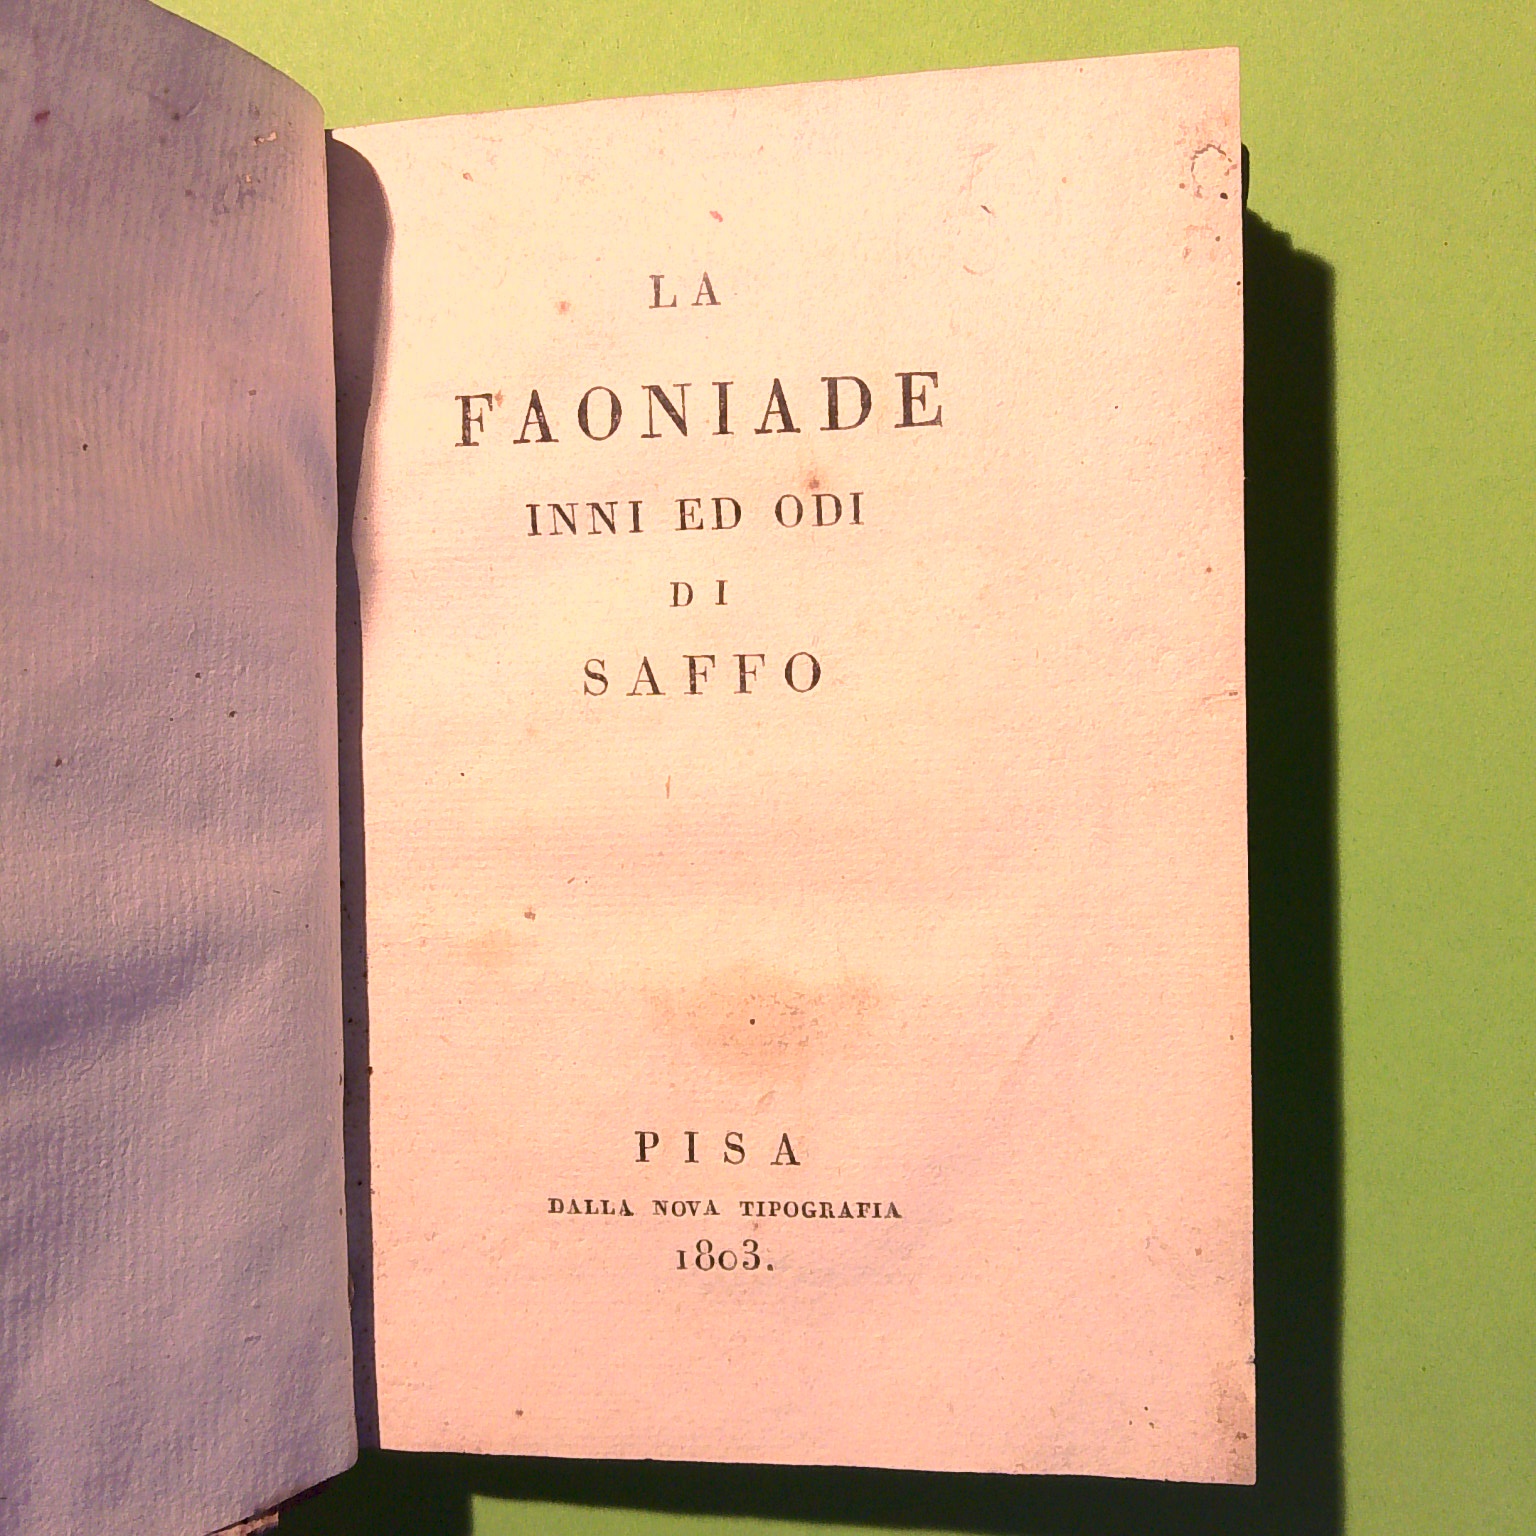 LA
FAONIADE
INNI ED ODI
DI
SAFFO
PISA
DALLA NOVA TIPOGRAFIA
1803.